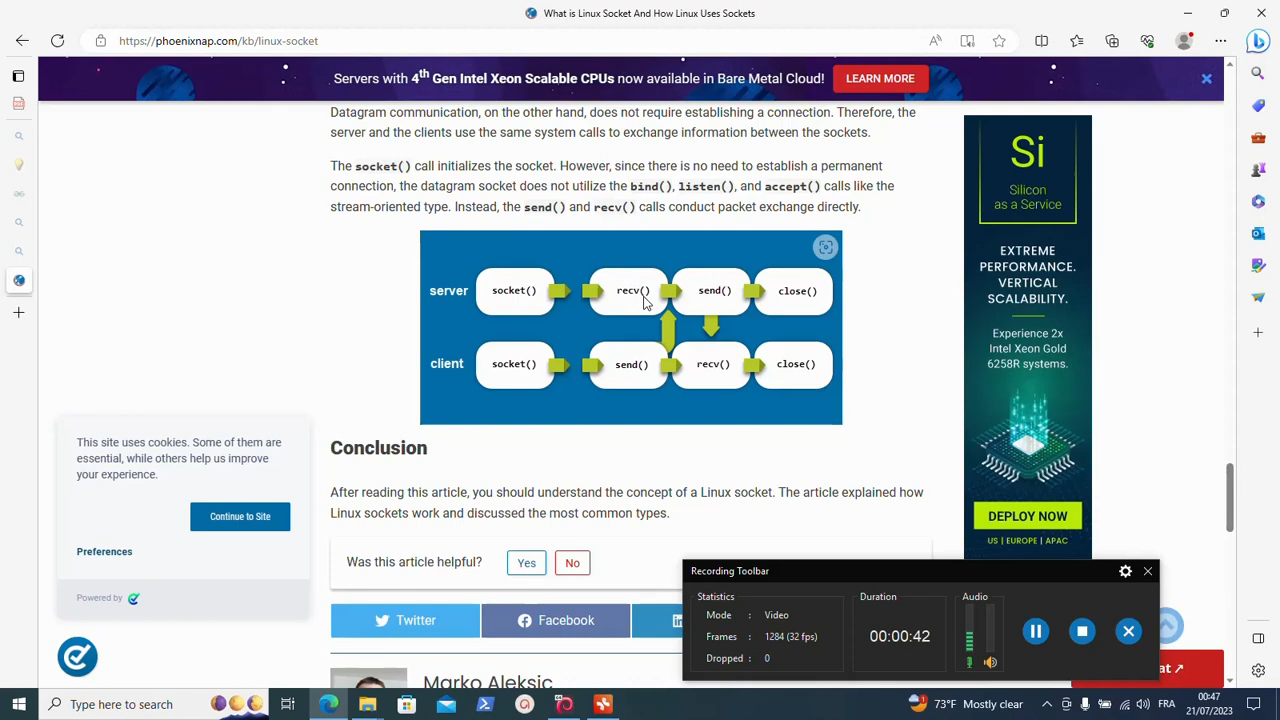 What is Linux Socket And How Linux Uses Sockets
https://phoenixnap.com/kb/linux-socket
Servers with 4th Gen Intel Xeon Scalable CPUs now available in Bare Metal Cloud!
LEARN MORE
Datagram communication, on the other hand, does not require establishing a connection. Therefore, the
server and the clients use the same system calls to exchange information between the sockets.
The socket() call initializes the socket. However, since there is no need to establish a permanent
connection, the datagram socket does not utilize the bind(), listen(), and accept() calls like the
stream-oriented type. Instead, the send() and recv() calls conduct packet exchange directly.
server socket() recv() send() close()
client socket() send() recv() close()
Conclusion
After reading this article, you should understand the concept of a Linux socket. The article explained how
Linux sockets work and discussed the most common types.
Was this article helpful? Yes No
Twitter Facebook
Marko Aleksic
Si
Silicon
as a Service
EXTREME
PERFORMANCE.
VERTICAL
SCALABILITY.
Experience 2x
Intel Xeon Gold
6258R systems.
DEPLOY NOW
US | EUROPE | APAC
This site uses cookies. Some of them are
essential, while others help us improve
your experience.
Continue to Site
Preferences
Powered by
Recording Toolbar
Statistics
Mode : Video
Frames : 1284 (32 fps)
Dropped : 0
Duration
00:00:42
Audio
Type here to search
73°F Mostly clear
FRA
00:47
21/07/2023